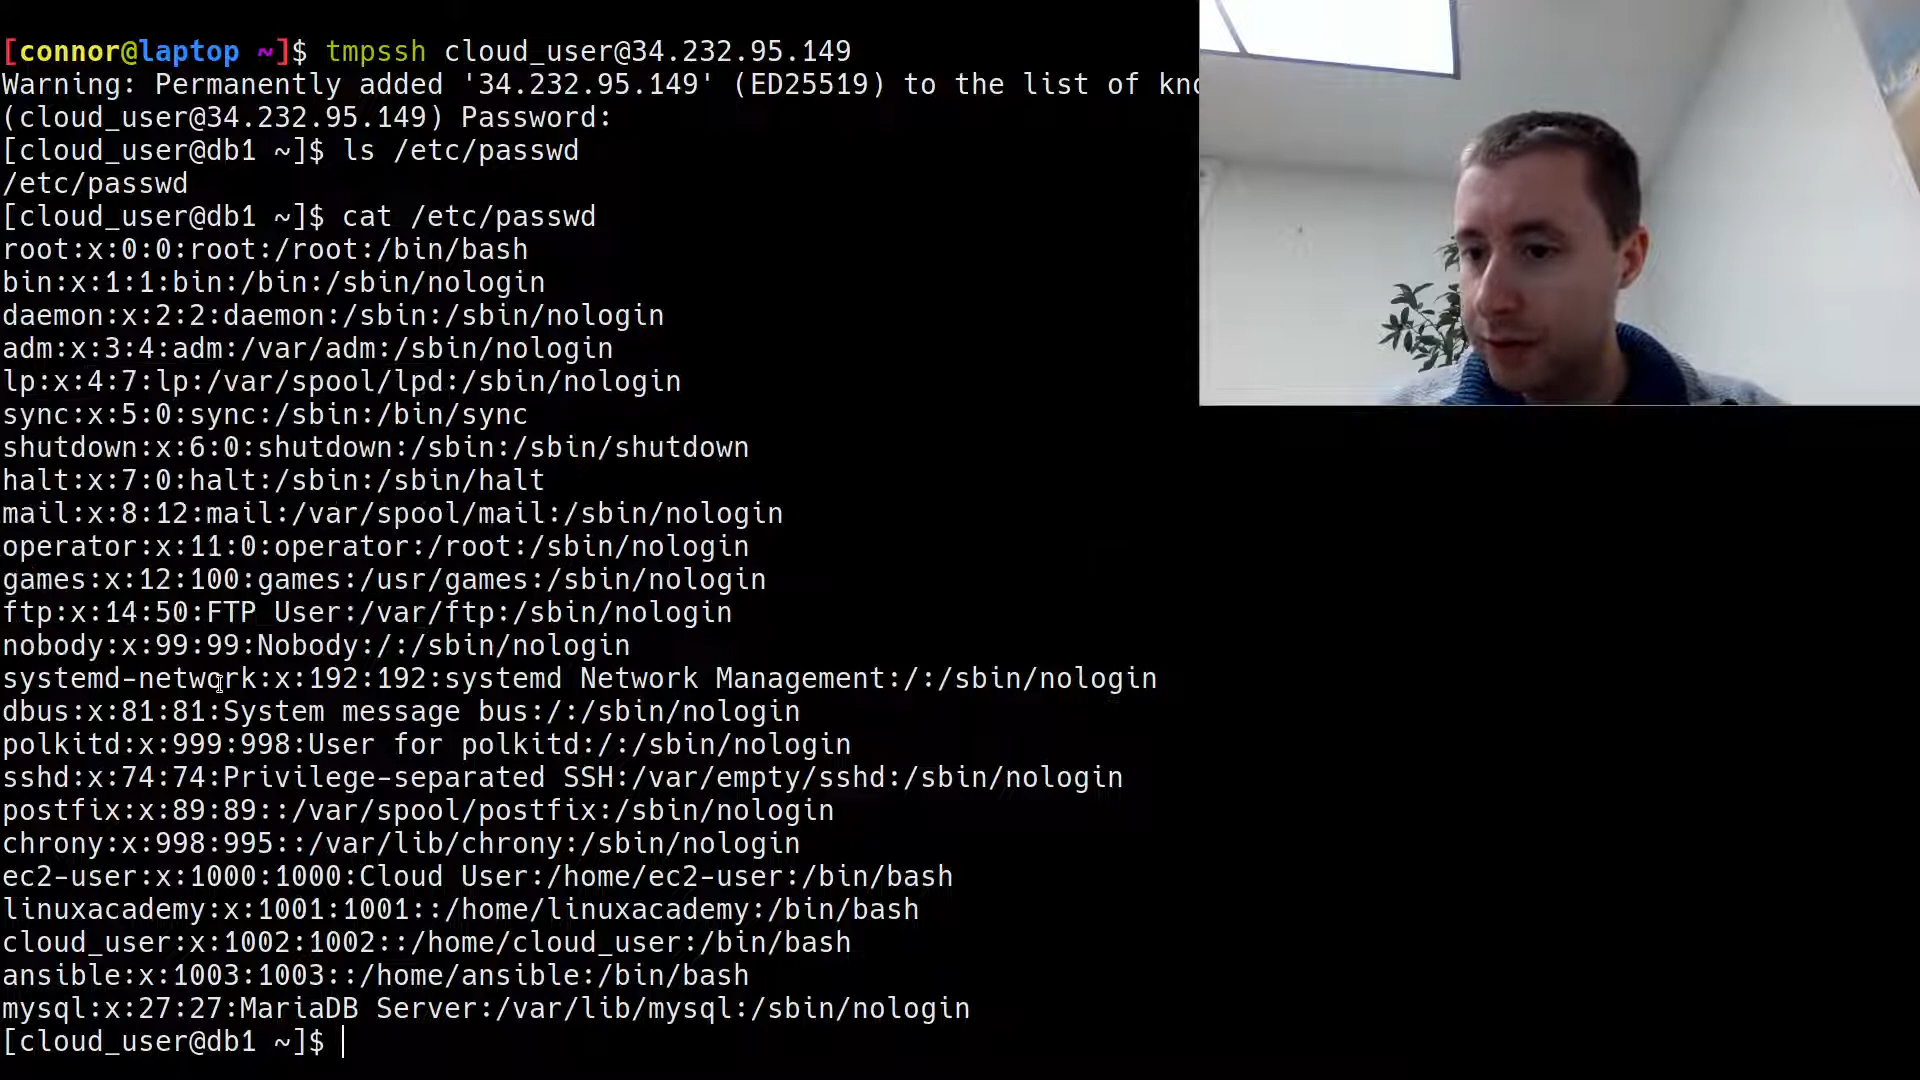 [connor@laptop ~]$ tmpssh cloud_user@34.232.95.149
Warning: Permanently added '34.232.95.149' (ED25519) to the list of
(cloud_user@34.232.95.149) Password:
[cloud_user@db1 ~]$ ls /etc/passwd
/etc/passwd
[cloud_user@db1 ~]$ cat /etc/passwd
root:x:0:0:root:/root:/bin/bash
bin:x:1:1:bin:/bin:/sbin/nologin
daemon:x:2:2:daemon:/sbin:/sbin/nologin
adm:x:3:4:adm:/var/adm:/sbin/nologin
lp:x:4:7:lp:/var/spool/lpd:/sbin/nologin
sync:x:5:0:sync:/sbin:/bin/sync
shutdown:x:6:0:shutdown:/sbin:/sbin/shutdown
halt:x:7:0:halt:/sbin:/sbin/halt
mail:x:8:12:mail:/var/spool/mail:/sbin/nologin
operator:x:11:0:operator:/root:/sbin/nologin
games:x:12:100:games:/usr/games:/sbin/nologin
ftp:x:14:50:FTP User:/var/ftp:/sbin/nologin
nobody:x:99:99:Nobody:/:/sbin/nologin
systemd-network:x:192:192:systemd Network Management:/:/sbin/nologin
dbus:x:81:81:System message bus:/:/sbin/nologin
polkitd:x:999:998:User for polkitd:/:/sbin/nologin
sshd:x:74:74:Privilege-separated SSH:/var/empty/sshd:/sbin/nologin
postfix:x:89:89::/var/spool/postfix:/sbin/nologin
chrony:x:998:995::/var/lib/chrony:/sbin/nologin
ec2-user:x:1000:1000:Cloud User:/home/ec2-user:/bin/bash
linuxacademy:x:1001:1001::/home/linuxacademy:/bin/bash
cloud_user:x:1002:1002::/home/cloud_user:/bin/bash
ansible:x:1003:1003::/home/ansible:/bin/bash
mysql:x:27:27:MariaDB Server:/var/lib/mysql:/sbin/nologin
[cloud_user@db1 ~]$